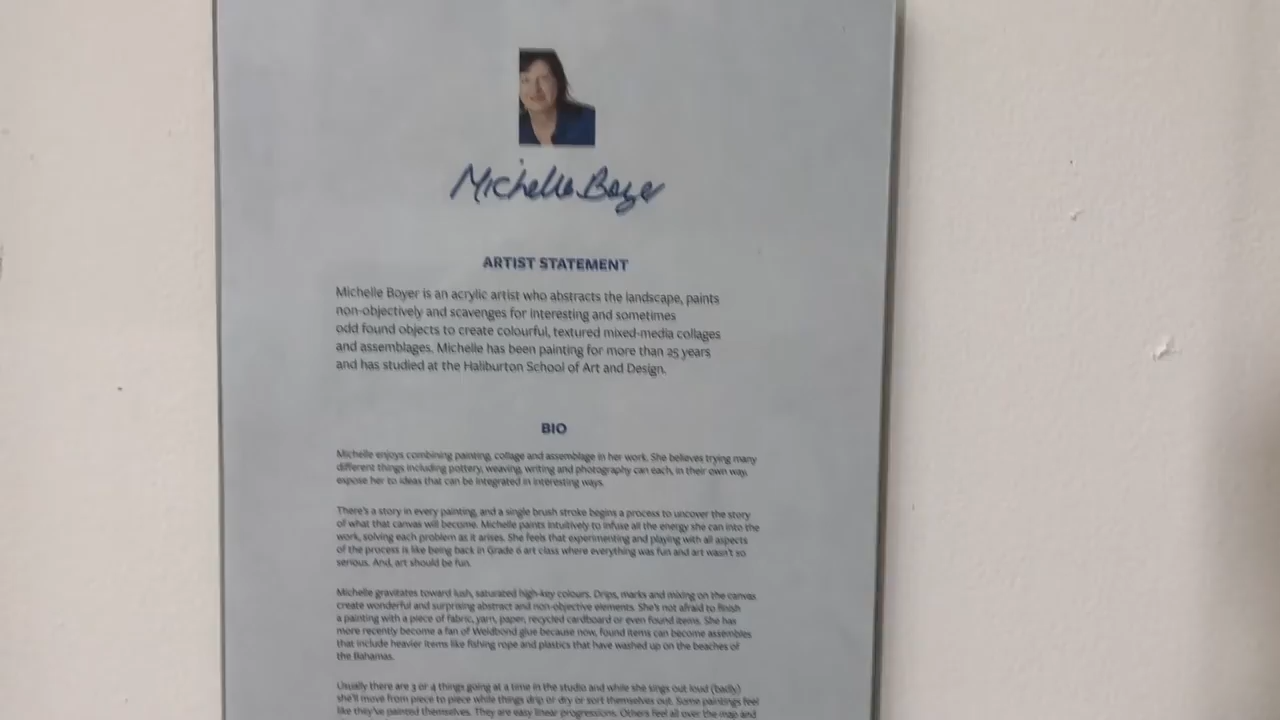 Michelle Boyer
ARTIST STATEMENT
Michelle Boyer is an acrylic artist who abstracts the landscape, paints
non-objectively and scavenges for interesting and sometimes
odd found objects to create colourful, textured mixed-media collages
and assemblages. Michelle has been painting for more than 25 years
and has studied at the Haliburton School of Art and Design.
BIO
Michelle enjoys combining painting, collage and assemblage in her work. She believes trying many
different things including pottery, weaving, writing and photography can each, in their own way,
expose her to ideas that can be integrated in interesting ways.
There's a story in every painting, and a single brush stroke begins a process to uncover the story
of what that canvas will become. Michelle paints intuitively to infuse all the energy she can into the
work, solving each problem as it arises. She feels that experimenting and playing with all aspects
of the process is like being back in Grade 6 art class where everything was fun and art wasn't so
serious. And, art should be fun.
Michelle gravitates toward lush, saturated high-key colours. Drips, marks and mixing on the canvas
create wonderful and surprising abstract and non-objective elements. She's not afraid to finish
a painting with a piece of fabric, yarn, paper, recycled cardboard or even found items. She has
more recently become a fan of Weldbond glue because now, found items can become assembles
that include heavier items like fishing rope and plastics that have washed up on the beaches of
the Bahamas.
Usually there are 3 or 4 things going at a time in the studio and while she sings out loud (badly)
she'll move from piece to piece while things drip or dry or sort themselves out. Some paintings feel
like they've painted themselves. They are easy linear progressions. Others feel all over the map and